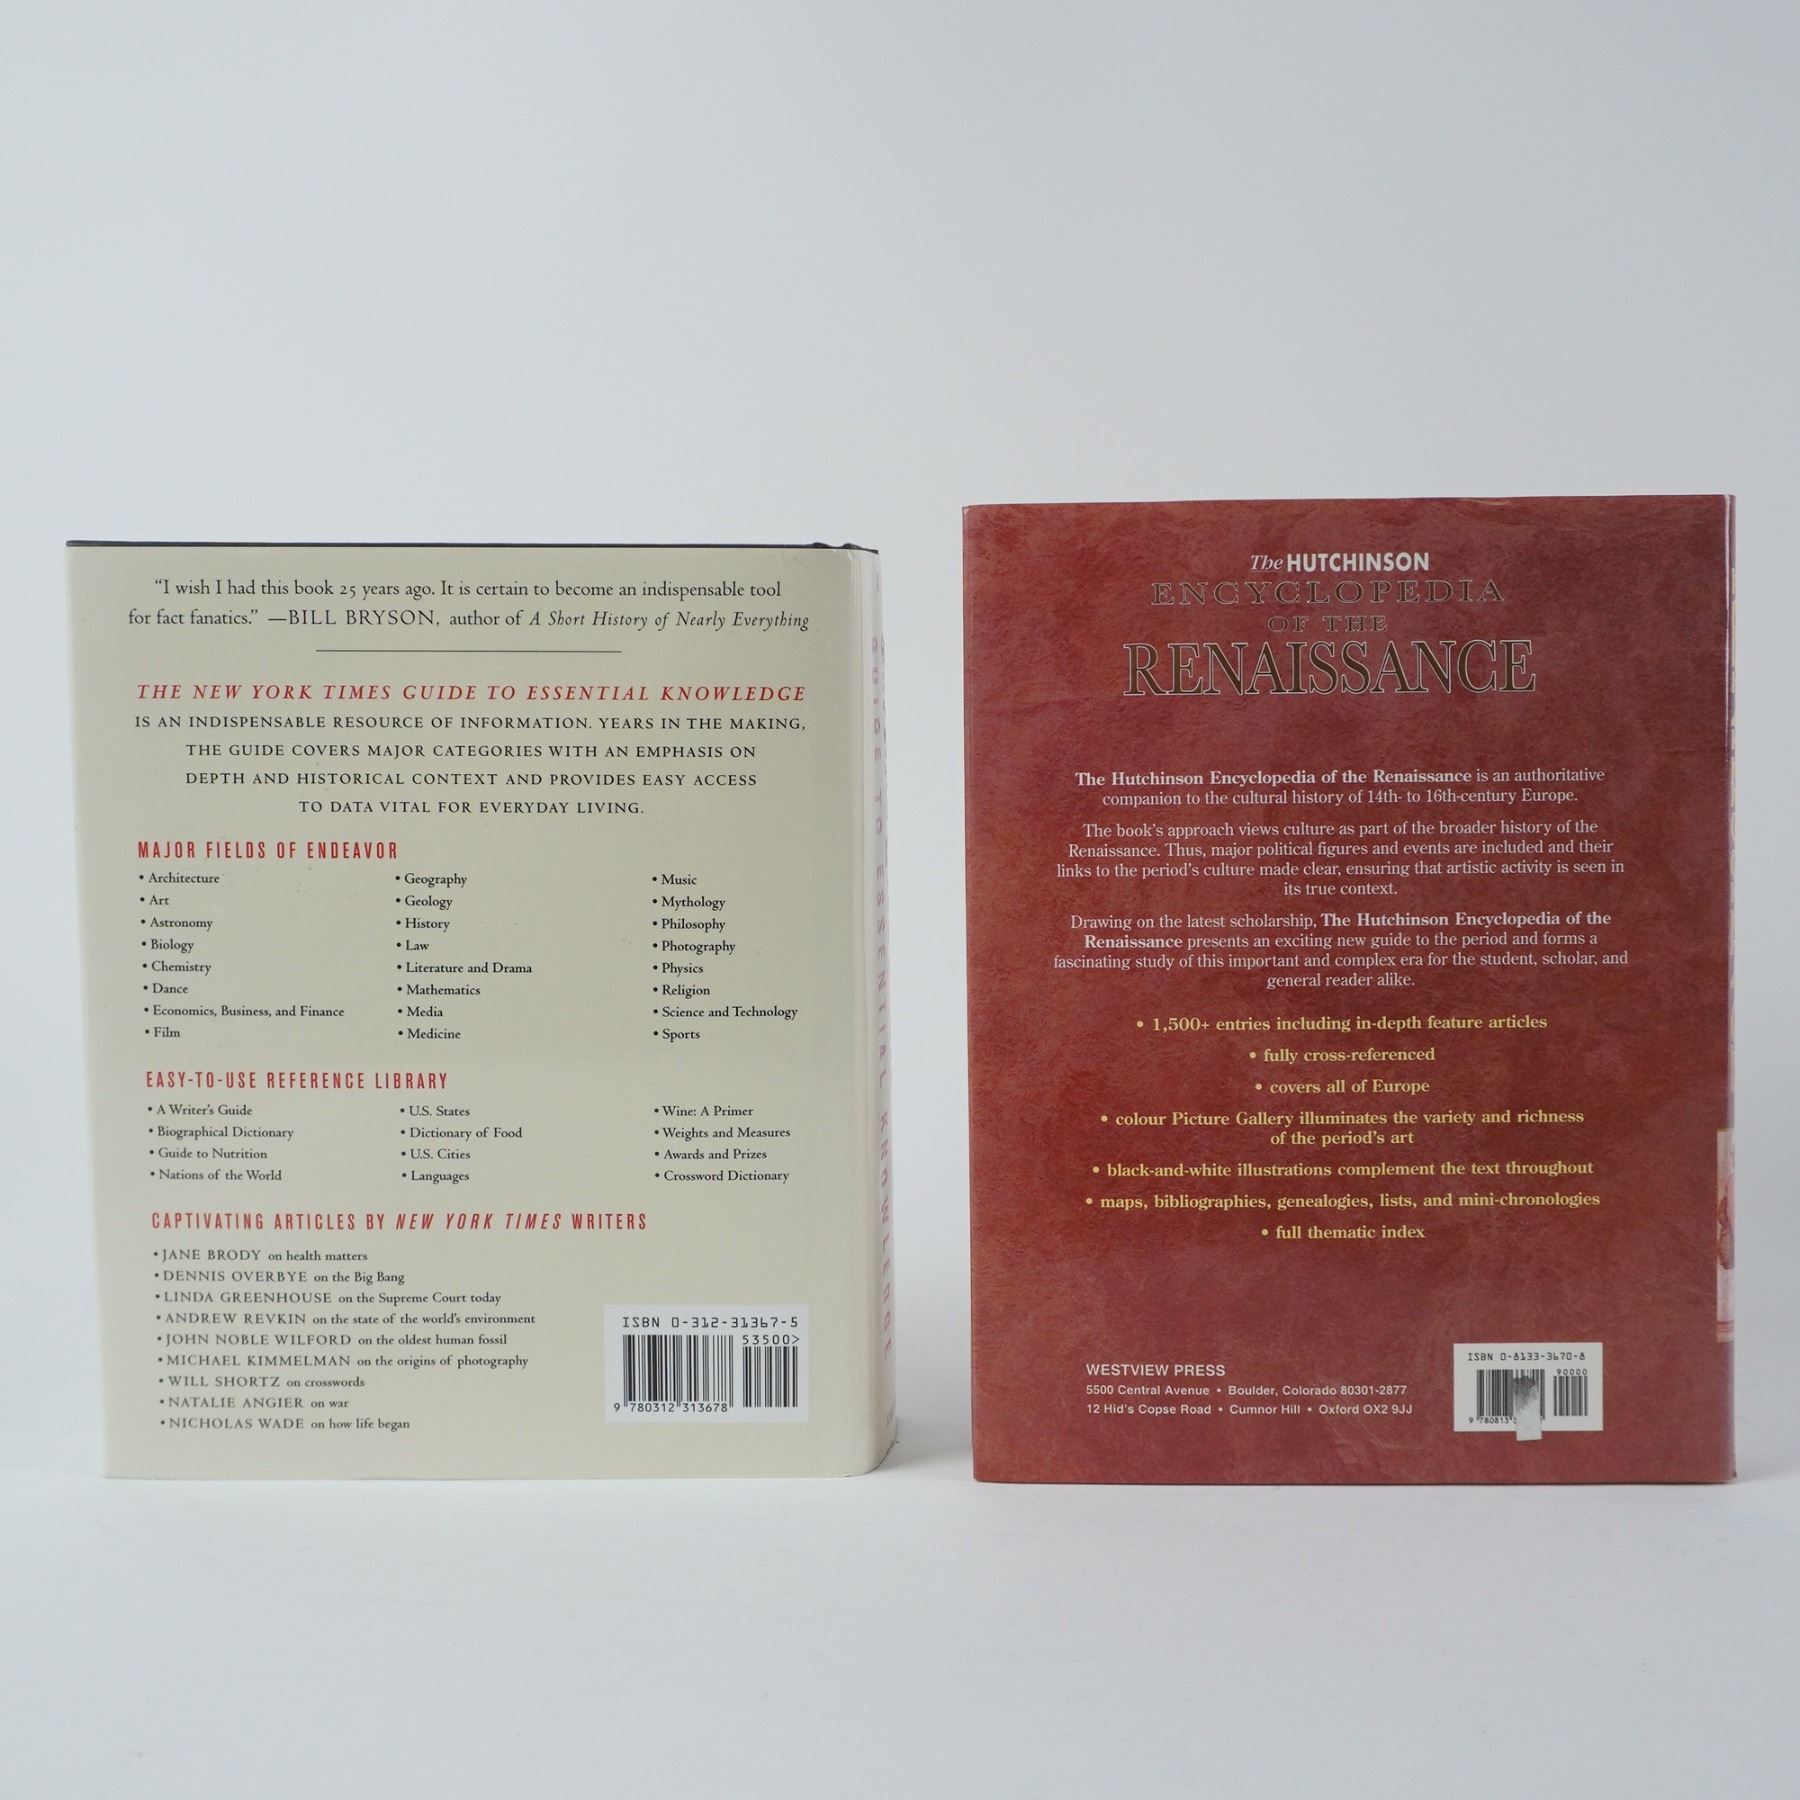 “I wish I had this book 25 years ago. It is certain to become an indispensable tool
for fact fanatics.” —BILL BRYSON, author of A Short History of Nearly Everything
THE NEW YORK TIMES GUIDE TO ESSENTIAL KNOWLEDGE
IS AN INDISPENSABLE RESOURCE OF INFORMATION. YEARS IN THE MAKING,
THE GUIDE COVERS MAJOR CATEGORIES WITH AN EMPHASIS ON
DEPTH AND HISTORICAL CONTEXT AND PROVIDES EASY ACCESS
TO DATA VITAL FOR EVERYDAY LIVING.
MAJOR FIELDS OF ENDEAVOR
• Architecture
• Art
• Astronomy
• Biology
• Chemistry
• Dance
• Economics, Business, and Finance
• Film
• Geography
• Geology
• History
• Law
• Literature and Drama
• Mathematics
• Media
• Medicine
• Music
• Mythology
• Philosophy
• Photography
• Physics
• Religion
• Science and Technology
• Sports
EASY-TO-USE REFERENCE LIBRARY
• A Writer's Guide
• Biographical Dictionary
• Guide to Nutrition
• Nations of the World
• U.S. States
• Dictionary of Food
• U.S. Cities
• Languages
• Wine: A Primer
• Weights and Measures
• Awards and Prizes
• Crossword Dictionary
CAPTIVATING ARTICLES BY NEW YORK TIMES WRITERS
• JANE BRODY on health matters
• DENNIS OVERBYE on the Big Bang
• LINDA GREENHOUSE on the Supreme Court today
• ANDREW REVKIN on the state of the world's environment
• JOHN NOBLE WILFORD on the oldest human fossil
• MICHAEL KIMMELMAN on the origins of photography
• WILL SHORTZ on crosswords
• NATALIE ANGIER on war
• NICHOLAS WADE on how life began
ISBN 0-312-31367-5
53500>
9 780312 313678
GUIDE TO ESSENTIAL KNOWLEDGE
The HUTCHINSON
ENCYCLOPEDIA
OF THE
RENAISSANCE
The Hutchinson Encyclopedia of the Renaissance is an authoritative
companion to the cultural history of 14th- to 16th-century Europe.
The book's approach views culture as part of the broader history of the
Renaissance. Thus, major political figures and events are included and their
links to the period's culture made clear, ensuring that artistic activity is seen in
its true context.
Drawing on the latest scholarship, The Hutchinson Encyclopedia of the
Renaissance presents an exciting new guide to the period and forms a
fascinating study of this important and complex era for the student, scholar, and
general reader alike.
• 1,500+ entries including in-depth feature articles
• fully cross-referenced
• covers all of Europe
• colour Picture Gallery illuminates the variety and richness
of the period's art
• black-and-white illustrations complement the text throughout
• maps, bibliographies, genealogies, lists, and mini-chronologies
• full thematic index
WESTVIEW PRESS
5500 Central Avenue • Boulder, Colorado 80301-2877
12 Hid's Copse Road • Cumnor Hill • Oxford OX2 9JJ
ISBN 0-8133-3670-8
90000
9 780813